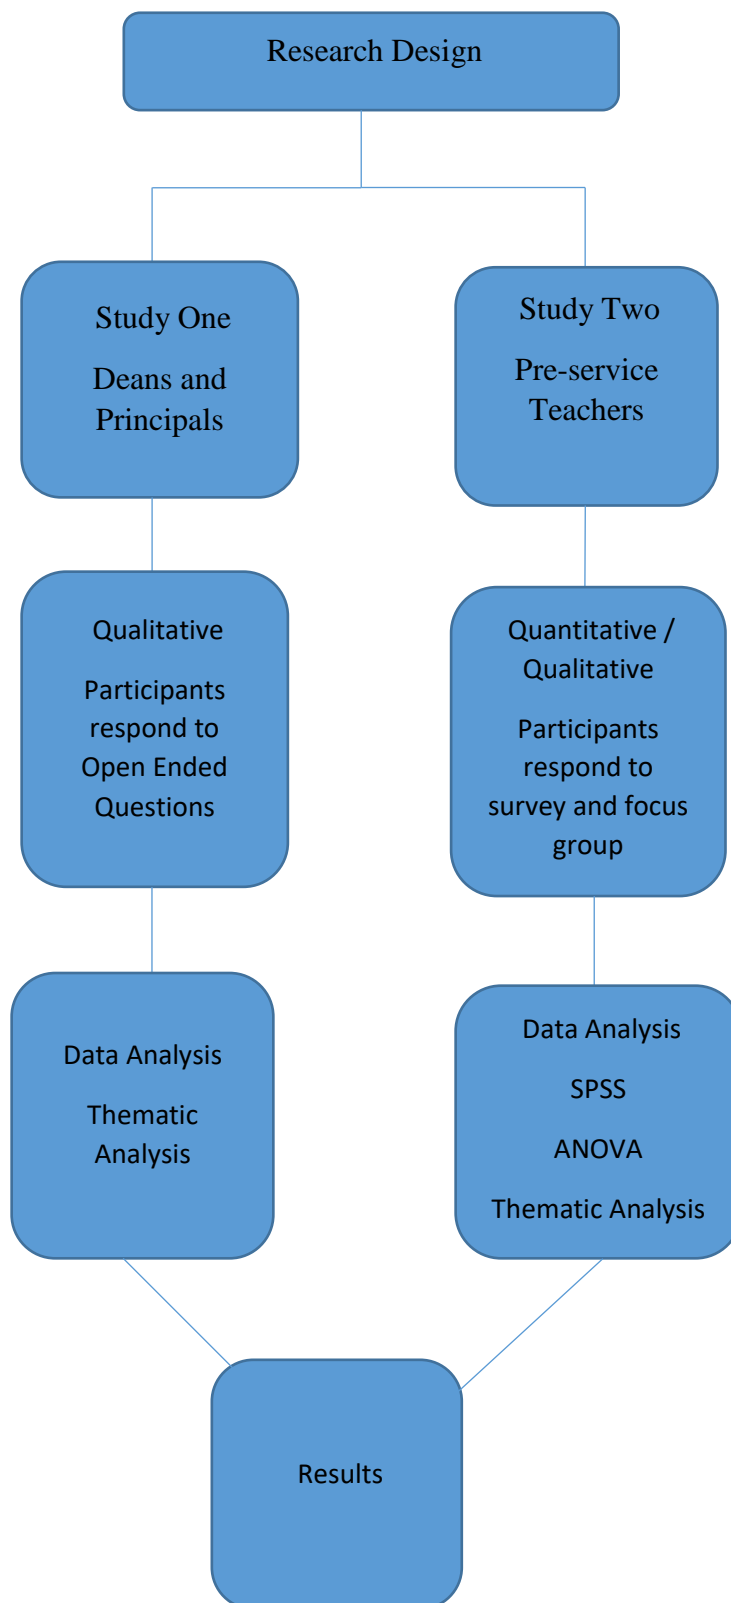 Research Design
Study One
Deans and
Principals
Study Two
Pre-service
Teachers
Qualitative
Participants
respond to
Open Ended
Questions
Quantitative /
Qualitative
Participants
respond to
survey and focus
group
Data Analysis
Thematic
Analysis
Data Analysis
SPSS
ANOVA
Thematic Analysis
Results